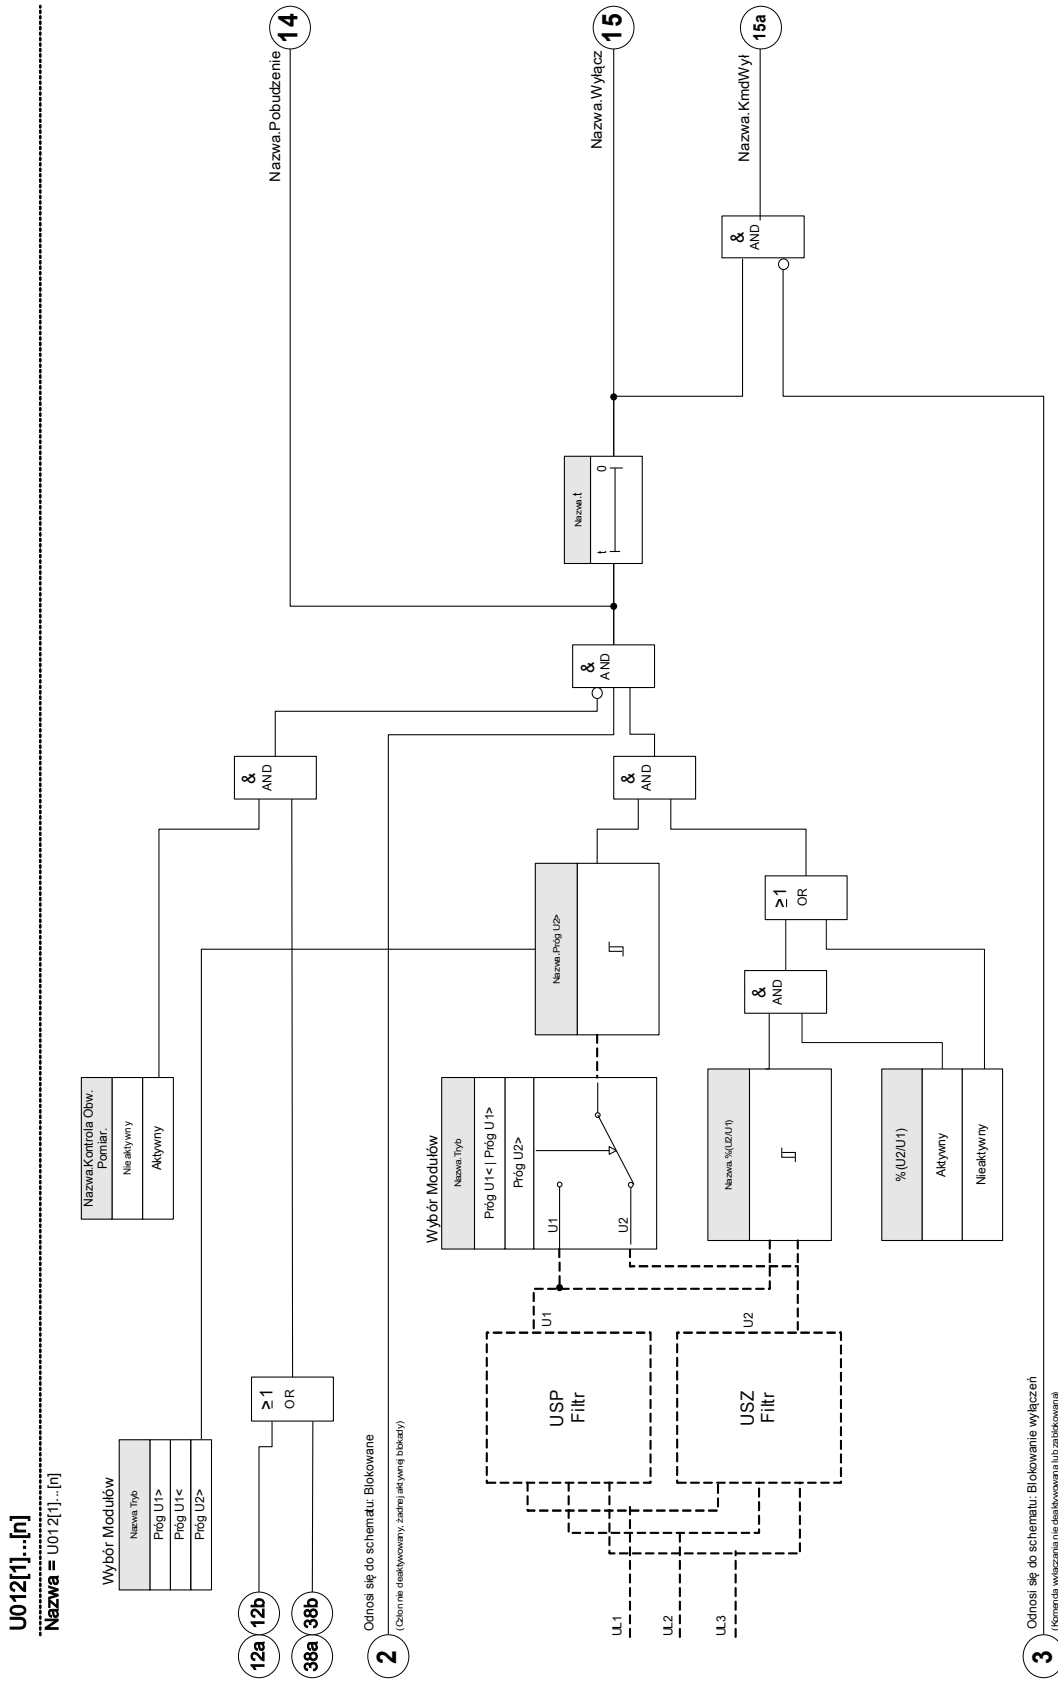 U012[1]...[n]
Nazwa = U012[1]...[n]
Wybór Modułów
Nazwa.Tryb
Próg U1>
Próg U1<
Próg U2>
Nazwa.Kontrola Obw.
Pomiar.
Nieaktywny
Aktywny
12a
12b
38a
38b
≥1
OR
&
AND
Nazwa.Pobudzenie
14
2
Odnosi się do schematu: Blokowane
(Człon nie deaktywowany, żadnej aktywnej blokady)
Wybór Modułów
Nazwa.Tryb
Próg U1< | Próg U1>
Próg U2>
U1
U2
Nazwa.Próg U2>
&
AND
&
AND
Nazwa.t
t
0
Nazwa.Wyłącz
15
UL1
UL2
UL3
USP
Filtr
U1
USZ
Filtr
U2
Nazwa.%(U2/U1)
%(U2/U1)
Aktywny
Nieaktywny
&
AND
≥1
OR
&
AND
Nazwa.KmdWył
15a
3
Odnosi się do schematu: Blokowanie wyłączeń
(Komenda wyłączania nie deaktywowana lub zablokowana)